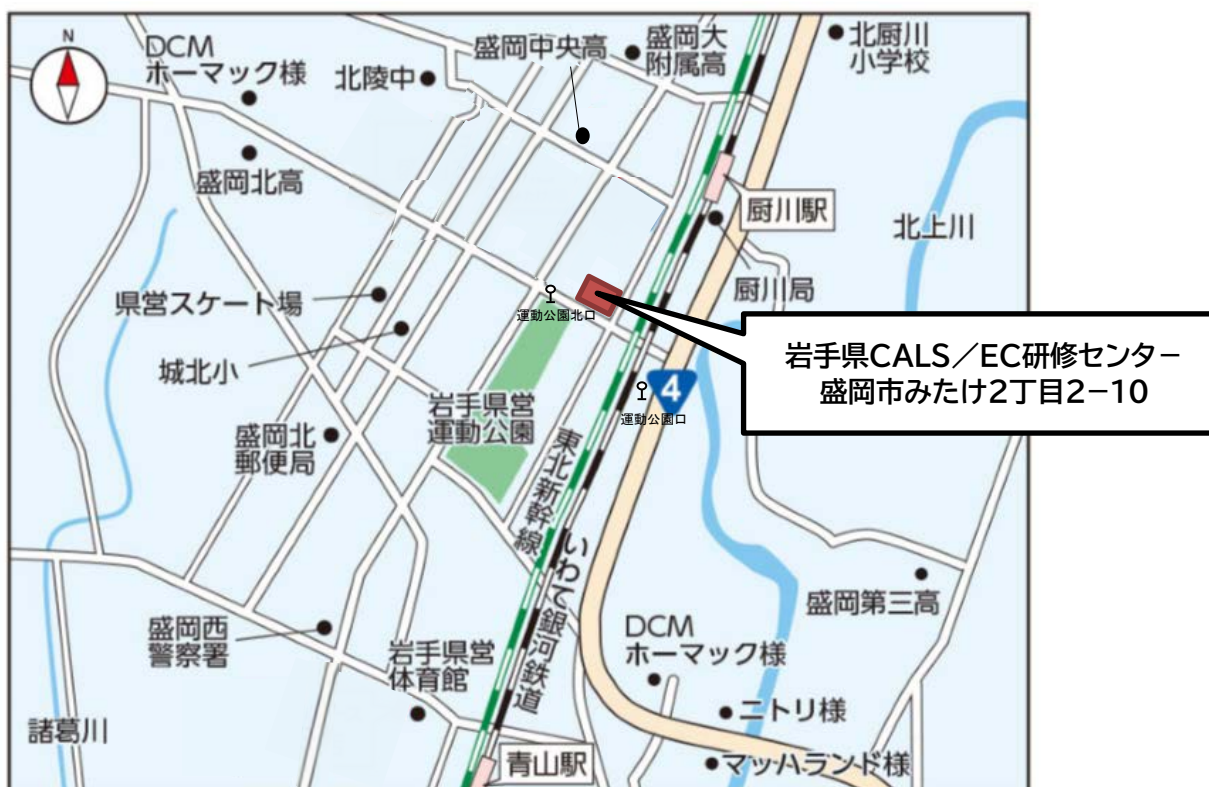 N
DCM
ホーマック様
北陵中
盛岡中央高
盛岡大
附属高
北厨川
小学校
盛岡北高
厨川駅
北上川
県営スケート場
運動公園北口
厨川局
岩手県CALS／EC研修センター
盛岡市みたけ2丁目2−10
城北小
4
岩手県営
運動公園
運動公園口
盛岡北
郵便局
東北新幹線
いわて銀河鉄道
盛岡第三高
盛岡西
警察署
岩手県営
体育館
DCM
ホーマック様
ニトリ様
諸葛川
青山駅
マッハランド様